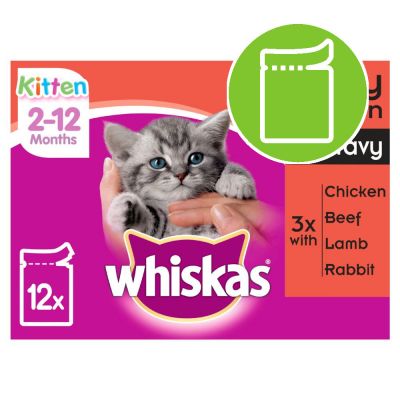 Kitten
2-12
Months
Chicken
3x
with
Beef
Lamb
Rabbit
whiskas®
12x